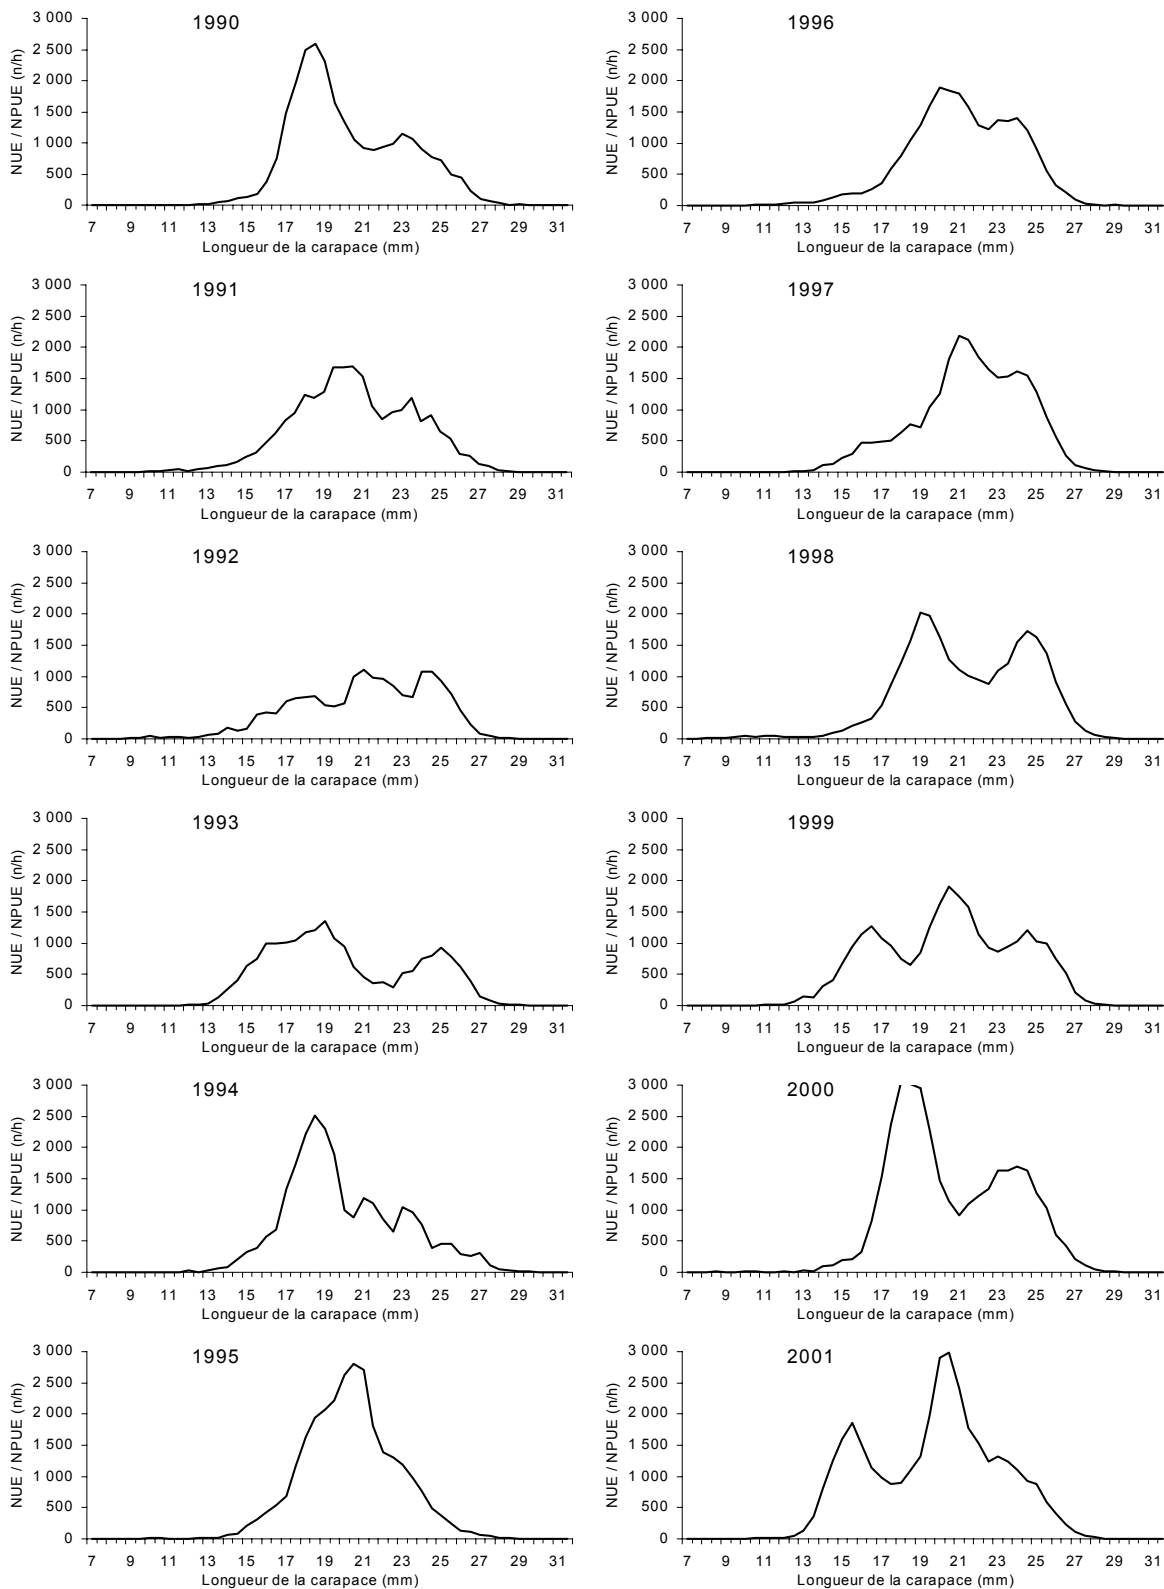 1990
NUE / NPUE (n/h)
3 000
2 500
2 000
1 500
1 000
500
0
7 9 11 13 15 17 19 21 23 25 27 29 31
Longueur de la carapace (mm)
1996
NUE / NPUE (n/h)
3 000
2 500
2 000
1 500
1 000
500
0
7 9 11 13 15 17 19 21 23 25 27 29 31
Longueur de la carapace (mm)
1991
NUE / NPUE (n/h)
3 000
2 500
2 000
1 500
1 000
500
0
7 9 11 13 15 17 19 21 23 25 27 29 31
Longueur de la carapace (mm)
1997
NUE / NPUE (n/h)
3 000
2 500
2 000
1 500
1 000
500
0
7 9 11 13 15 17 19 21 23 25 27 29 31
Longueur de la carapace (mm)
1992
NUE / NPUE (n/h)
3 000
2 500
2 000
1 500
1 000
500
0
7 9 11 13 15 17 19 21 23 25 27 29 31
Longueur de la carapace (mm)
1998
NUE / NPUE (n/h)
3 000
2 500
2 000
1 500
1 000
500
0
7 9 11 13 15 17 19 21 23 25 27 29 31
Longueur de la carapace (mm)
1993
NUE / NPUE (n/h)
3 000
2 500
2 000
1 500
1 000
500
0
7 9 11 13 15 17 19 21 23 25 27 29 31
Longueur de la carapace (mm)
1999
NUE / NPUE (n/h)
3 000
2 500
2 000
1 500
1 000
500
0
7 9 11 13 15 17 19 21 23 25 27 29 31
Longueur de la carapace (mm)
1994
NUE / NPUE (n/h)
3 000
2 500
2 000
1 500
1 000
500
0
7 9 11 13 15 17 19 21 23 25 27 29 31
Longueur de la carapace (mm)
2000
NUE / NPUE (n/h)
3 000
2 500
2 000
1 500
1 000
500
0
7 9 11 13 15 17 19 21 23 25 27 29 31
Longueur de la carapace (mm)
1995
NUE / NPUE (n/h)
3 000
2 500
2 000
1 500
1 000
500
0
7 9 11 13 15 17 19 21 23 25 27 29 31
Longueur de la carapace (mm)
2001
NUE / NPUE (n/h)
3 000
2 500
2 000
1 500
1 000
500
0
7 9 11 13 15 17 19 21 23 25 27 29 31
Longueur de la carapace (mm)